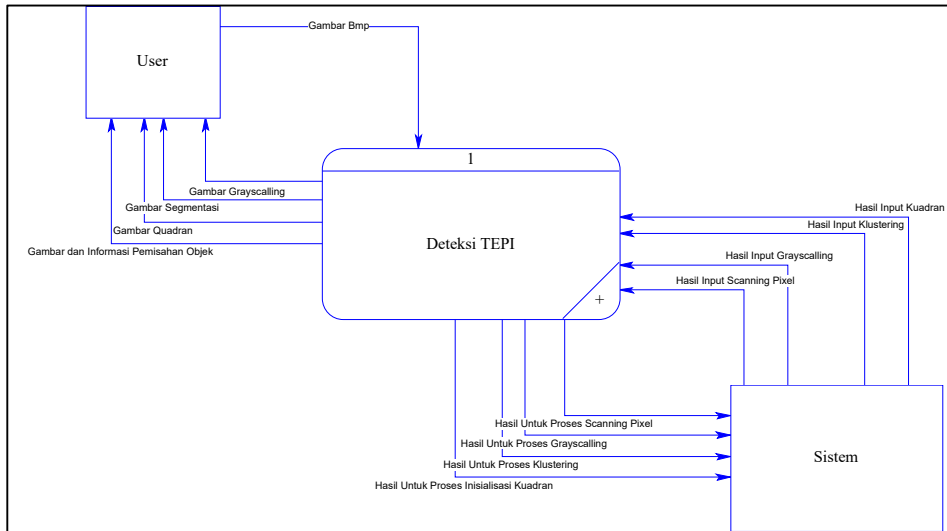 Gambar Bmp
User
1
Gambar Grayscalling
Gambar Segmentasi
Gambar Quadran
Gambar dan Informasi Pemisahan Objek
Deteksi TEPI
Hasil Input Kuadran
Hasil Input Klustering
Hasil Input Grayscalling
Hasil Input Scanning Pixel
+
Hasil Untuk Proses Scanning Pixel
Hasil Untuk Proses Grayscalling
Hasil Untuk Proses Klustering
Hasil Untuk Proses Inisialisasi Kuadran
Sistem